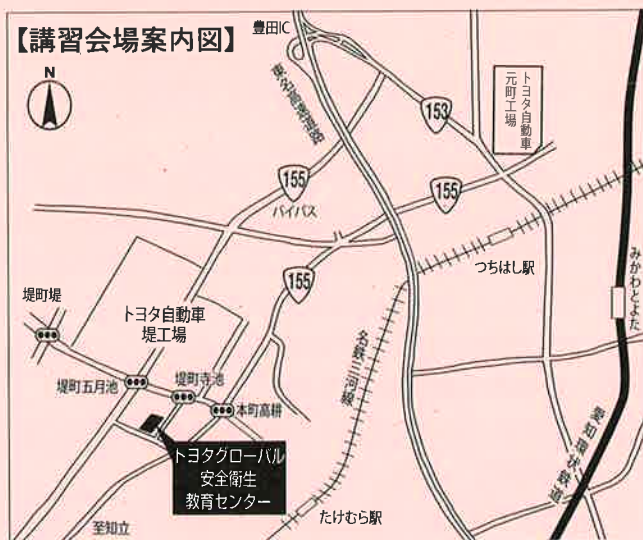 【講習会場案内図】
豊田IC
N
東名高速道路
153
トヨタ自動車
元町工場
155
バイパス
155
つちはし駅
みかわとよた
155
堤町堤
トヨタ自動車
堤工場
名鉄三河線
堤町五月池
堤町寺池
本町高耕
愛知環状鉄道
トヨタグローバル
安全衛生
教育センター
たけむら駅
至知立